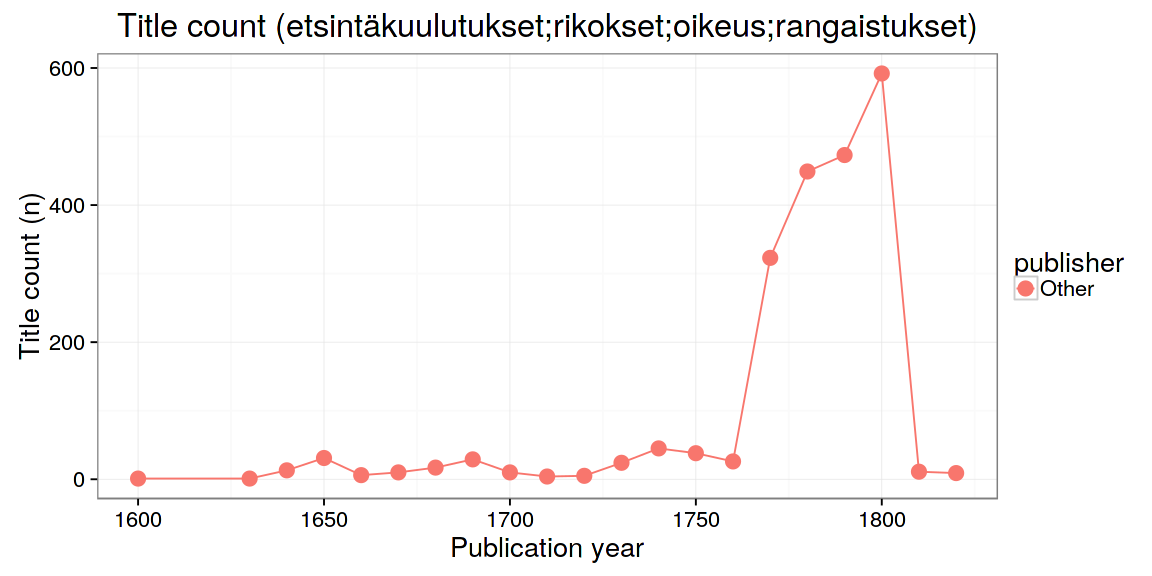 Title count (etsintäkuulutukset;rikokset;oikeus;rangaistukset)
600
400
200
0
Title count (n)
1600 1650 1700 1750 1800
Publication year
publisher
Other